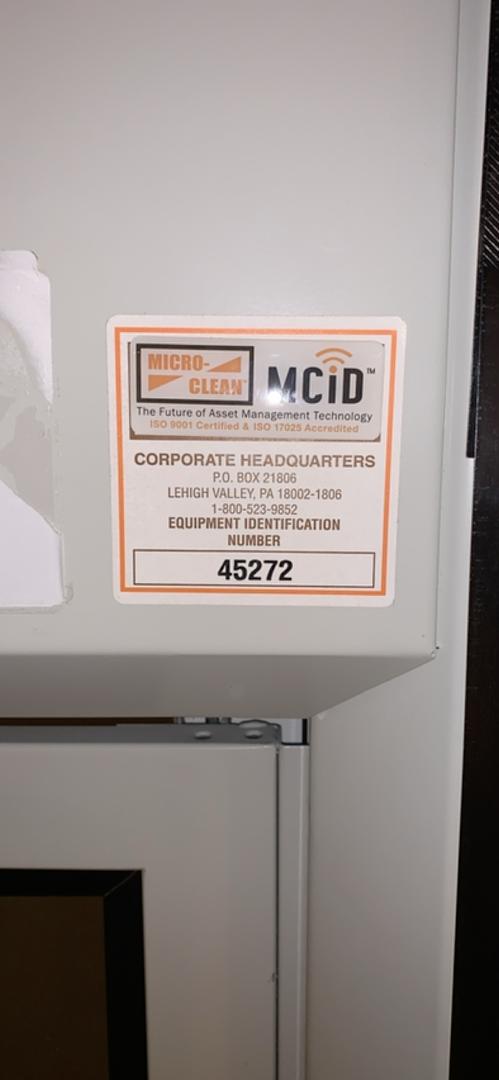 MICRO-
CLEAN™
MCiD™
The Future of Asset Management Technology
ISO 9001 Certified & ISO 17025 Accredited
CORPORATE HEADQUARTERS
P.O. BOX 21806
LEHIGH VALLEY, PA 18002-1806
1-800-523-9852
EQUIPMENT IDENTIFICATION
NUMBER
45272